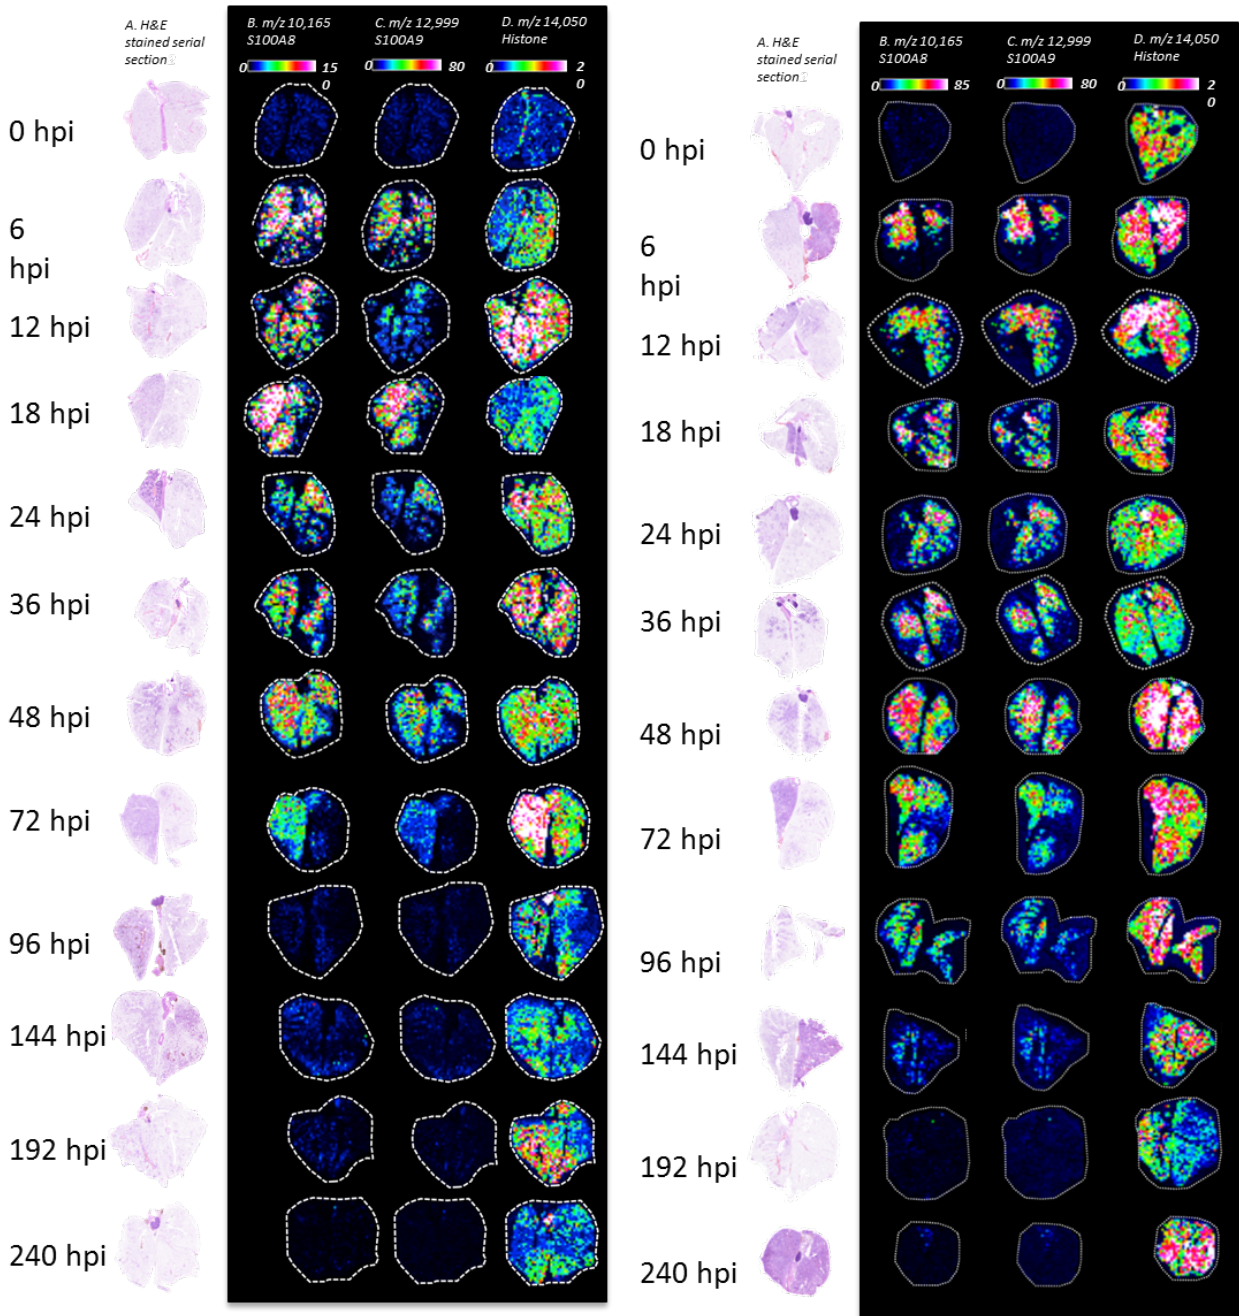 A. H&E
stained serial
section
B. m/z 10,165
S100A8
0 15
0
C. m/z 12,999
S100A9
0 80
D. m/z 14,050
Histone
0 2
0
0 hpi
6
hpi
12 hpi
18 hpi
24 hpi
36 hpi
48 hpi
72 hpi
96 hpi
144 hpi
192 hpi
240 hpi
A. H&E
stained serial
section
B. m/z 10,165
S100A8
0 85
C. m/z 12,999
S100A9
0 80
D. m/z 14,050
Histone
0 2
0
0 hpi
6
hpi
12 hpi
18 hpi
24 hpi
36 hpi
48 hpi
72 hpi
96 hpi
144 hpi
192 hpi
240 hpi